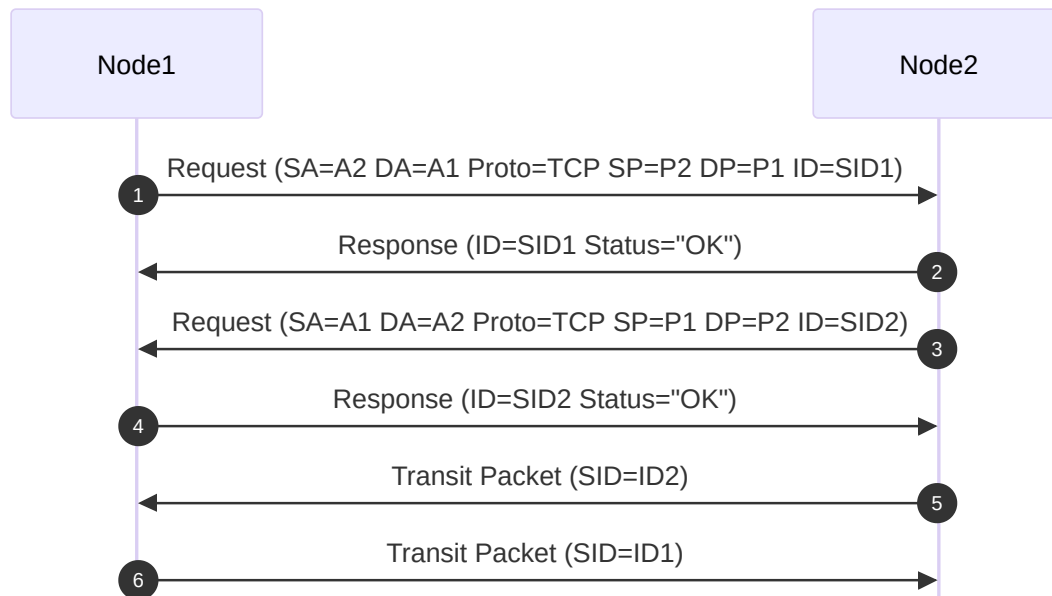 Node1
Node2
Request (SA=A2 DA=A1 Proto=TCP SP=P2 DP=P1 ID=SID1)
1
Response (ID=SID1 Status="OK")
2
Request (SA=A1 DA=A2 Proto=TCP SP=P1 DP=P2 ID=SID2)
3
Response (ID=SID2 Status="OK")
4
Transit Packet (SID=ID2)
5
Transit Packet (SID=ID1)
6